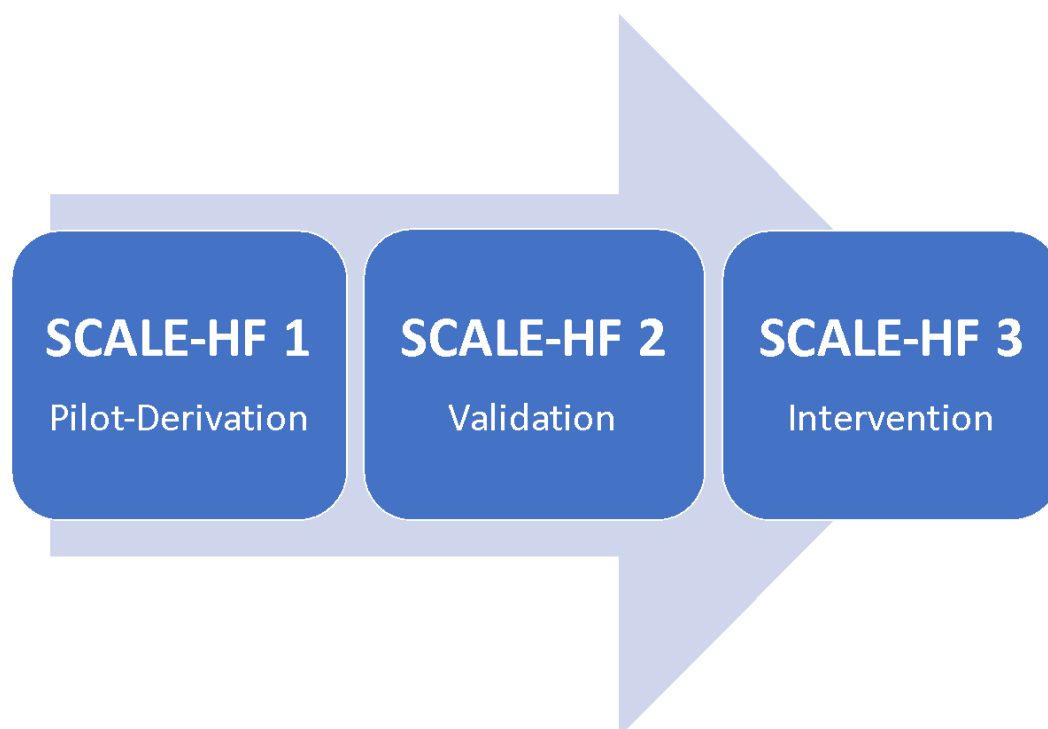 SCALE-HF 1
Pilot-Derivation
SCALE-HF 2
Validation
SCALE-HF 3
Intervention